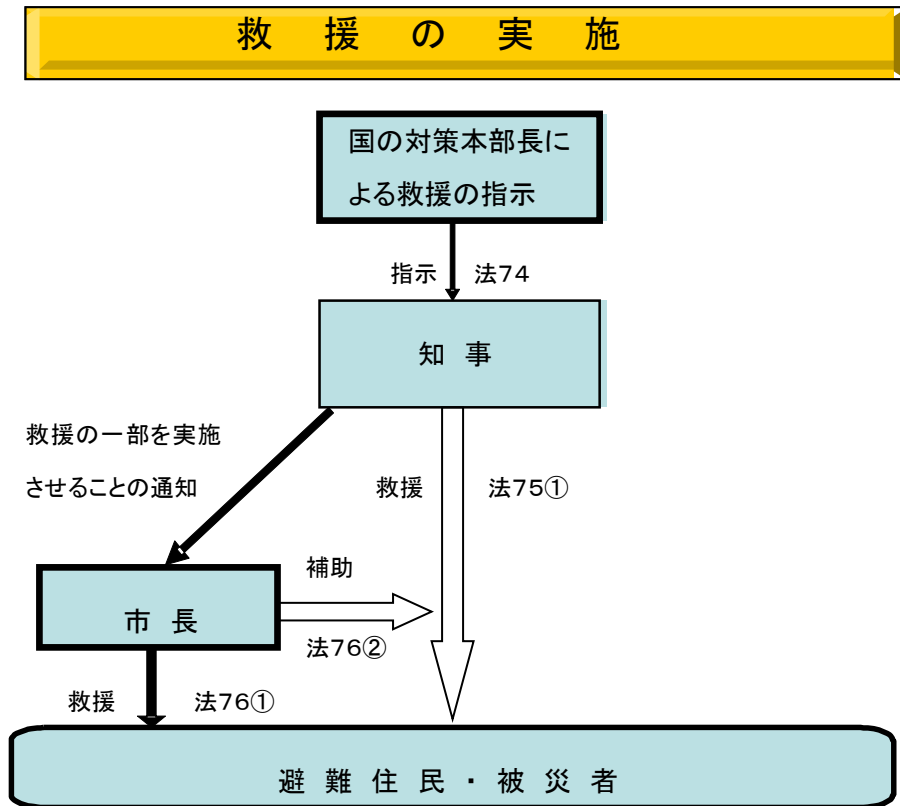 救援の実施
国の対策本部長に
よる救援の指示
指示 法74
知事
救援の一部を実施
させることの通知
救援 法75①
補助
市長
法76②
救援 法76①
避難住民・被災者